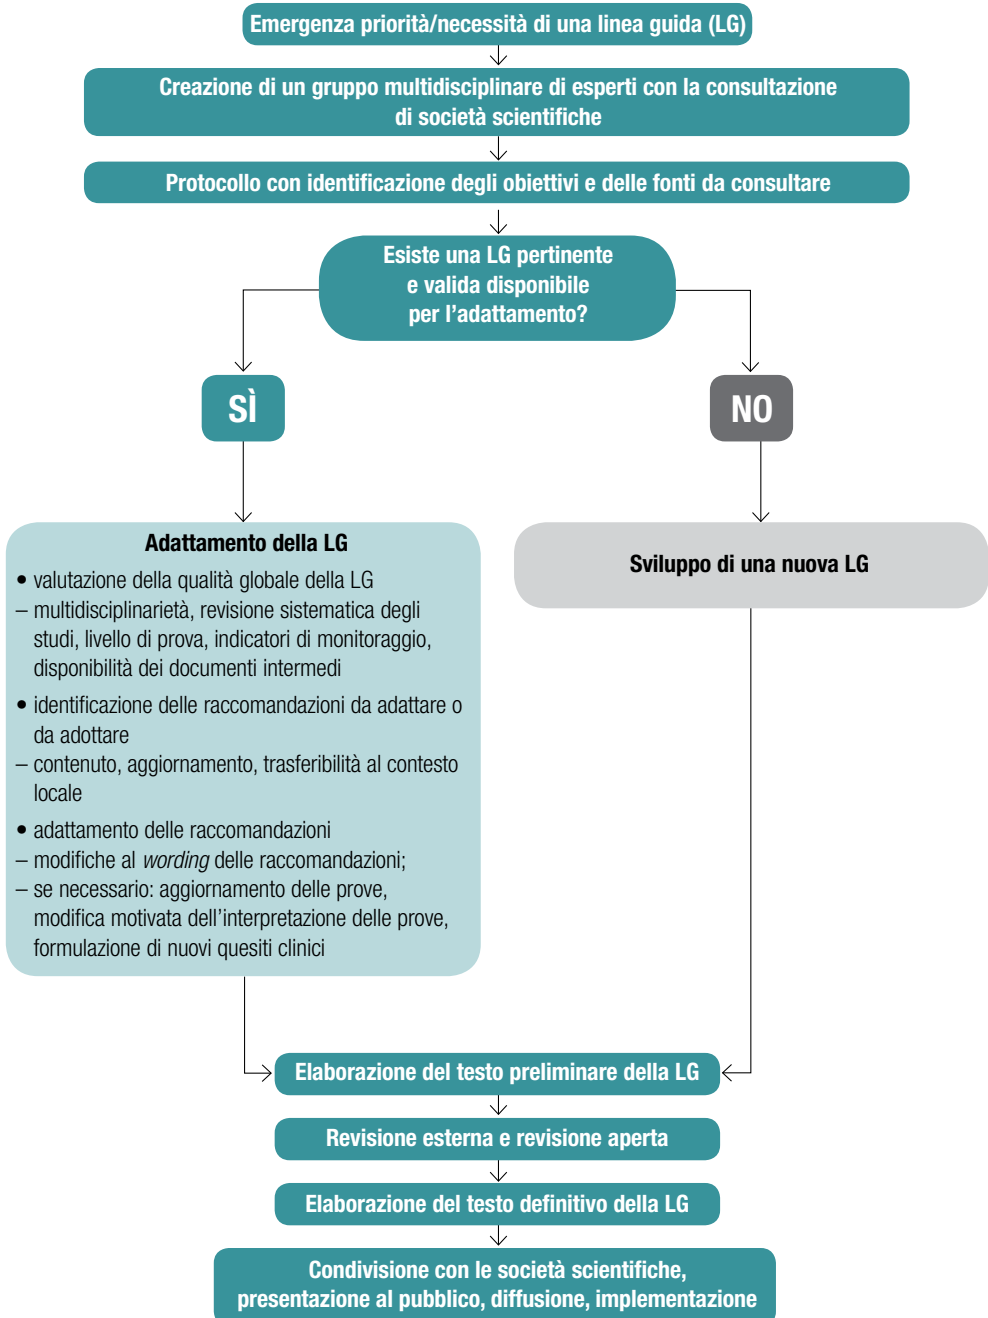 Emergenza priorità/necessità di una linea guida (LG)
Creazione di un gruppo multidisciplinare di esperti con la consultazione
di società scientifiche
Protocollo con identificazione degli obiettivi e delle fonti da consultare
Esiste una LG pertinente
e valida disponibile
per l'adattamento?
SÌ
NO
Adattamento della LG
• valutazione della qualità globale della LG
– multidisciplinarietà, revisione sistematica degli
studi, livello di prova, indicatori di monitoraggio,
disponibilità dei documenti intermedi
• identificazione delle raccomandazioni da adattare o
da adottare
– contenuto, aggiornamento, trasferibilità al contesto
locale
• adattamento delle raccomandazioni
– modifiche al wording delle raccomandazioni;
– se necessario: aggiornamento delle prove,
modifica motivata dell'interpretazione delle prove,
formulazione di nuovi quesiti clinici
Sviluppo di una nuova LG
Elaborazione del testo preliminare della LG
Revisione esterna e revisione aperta
Elaborazione del testo definitivo della LG
Condivisione con le società scientifiche,
presentazione al pubblico, diffusione, implementazione